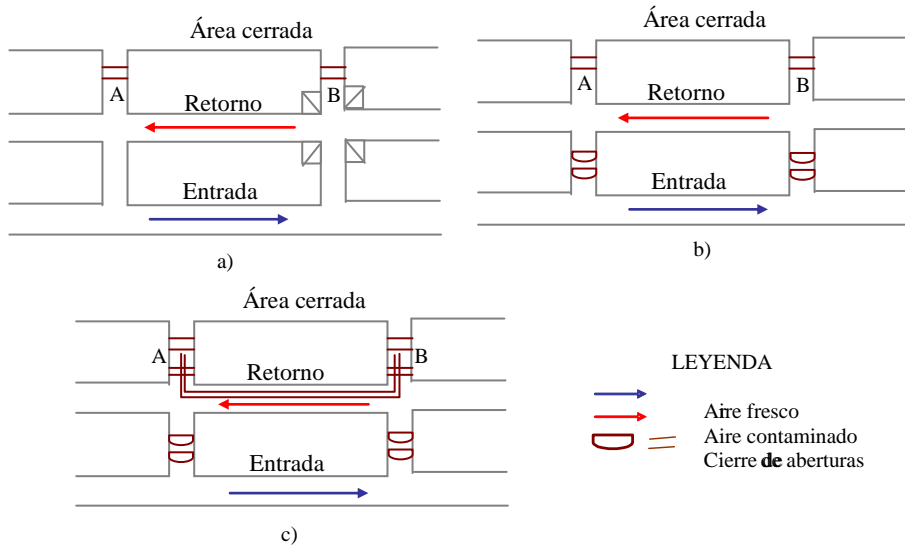 Área cerrada
A
B
Retorno
Entrada
a)
Área cerrada
A
B
Retorno
Entrada
b)
Área cerrada
A
B
Retorno
Entrada
c)
LEYENDA
Aire fresco
Aire contaminado
Cierre de aberturas